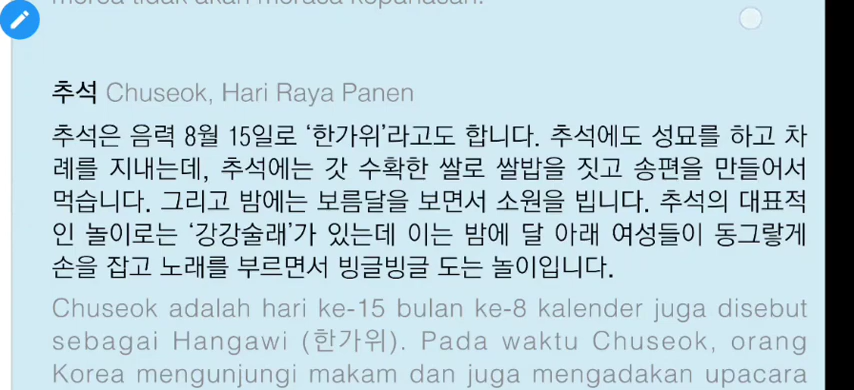 merea tidak akan merasa kepanasan.
추석 Chuseok, Hari Raya Panen
추석은 음력 8월 15일로 ‘한가위’라고도 합니다. 추석에도 성묘를 하고 차
례를 지내는데, 추석에는 갓 수확한 쌀로 쌀밥을 짓고 송편을 만들어서
먹습니다. 그리고 밤에는 보름달을 보면서 소원을 빕니다. 추석의 대표적
인 놀이로는 ‘강강술래’가 있는데 이는 밤에 달 아래 여성들이 동그랗게
손을 잡고 노래를 부르면서 빙글빙글 도는 놀이입니다.
Chuseok adalah hari ke-15 bulan ke-8 kalender juga disebut
sebagai Hangawi (한가위). Pada waktu Chuseok, orang
Korea mengunjungi makam dan juga mengadakan upacara